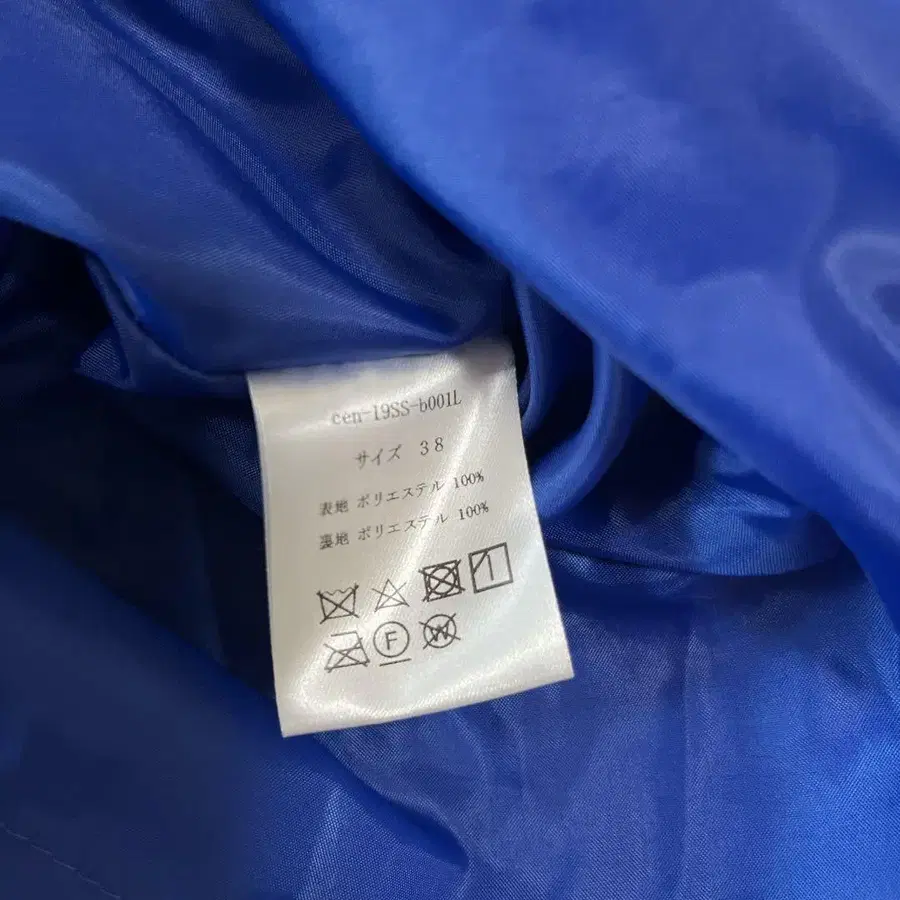 cen-19SS-b001L
サイズ 38
表地 ポリエステル 100%
裏地 ポリエステル 100%
F W